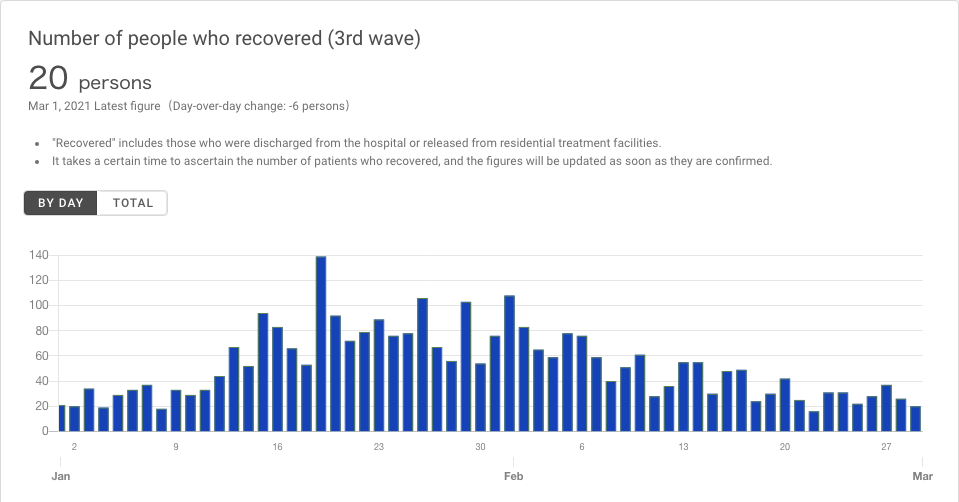 Number of people who recovered (3rd wave)
20 persons
Mar 1, 2021 Latest figure (Day-over-day change: -6 persons)
• "Recovered" includes those who were discharged from the hospital or released from residential treatment facilities.
• It takes a certain time to ascertain the number of patients who recovered, and the figures will be updated as soon as they are confirmed.
BY DAY TOTAL
140
120
100
80
60
40
20
0
2 9 16 23 30 6 13 20 27
Jan Feb Mar